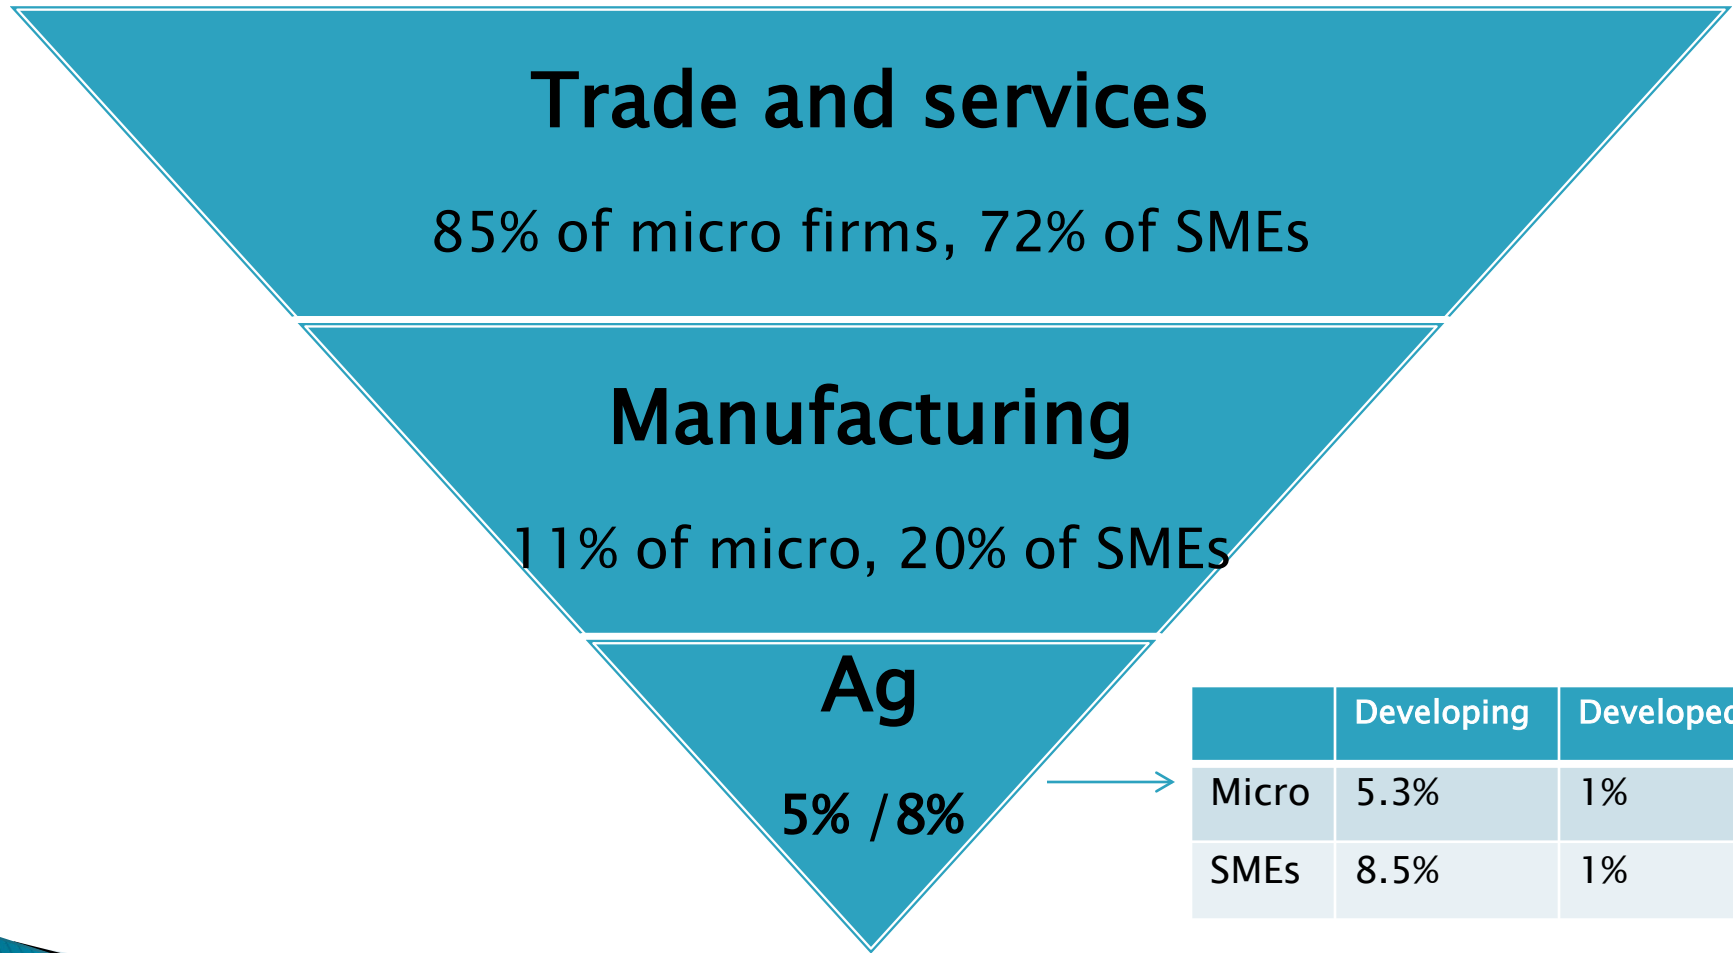 Trade and services
85% of micro firms, 72% of SMEs
Manufacturing
11% of micro, 20% of SMEs
Ag
5% /8%
Developing Developed
Micro 5.3% 1%
SMEs 8.5% 1%